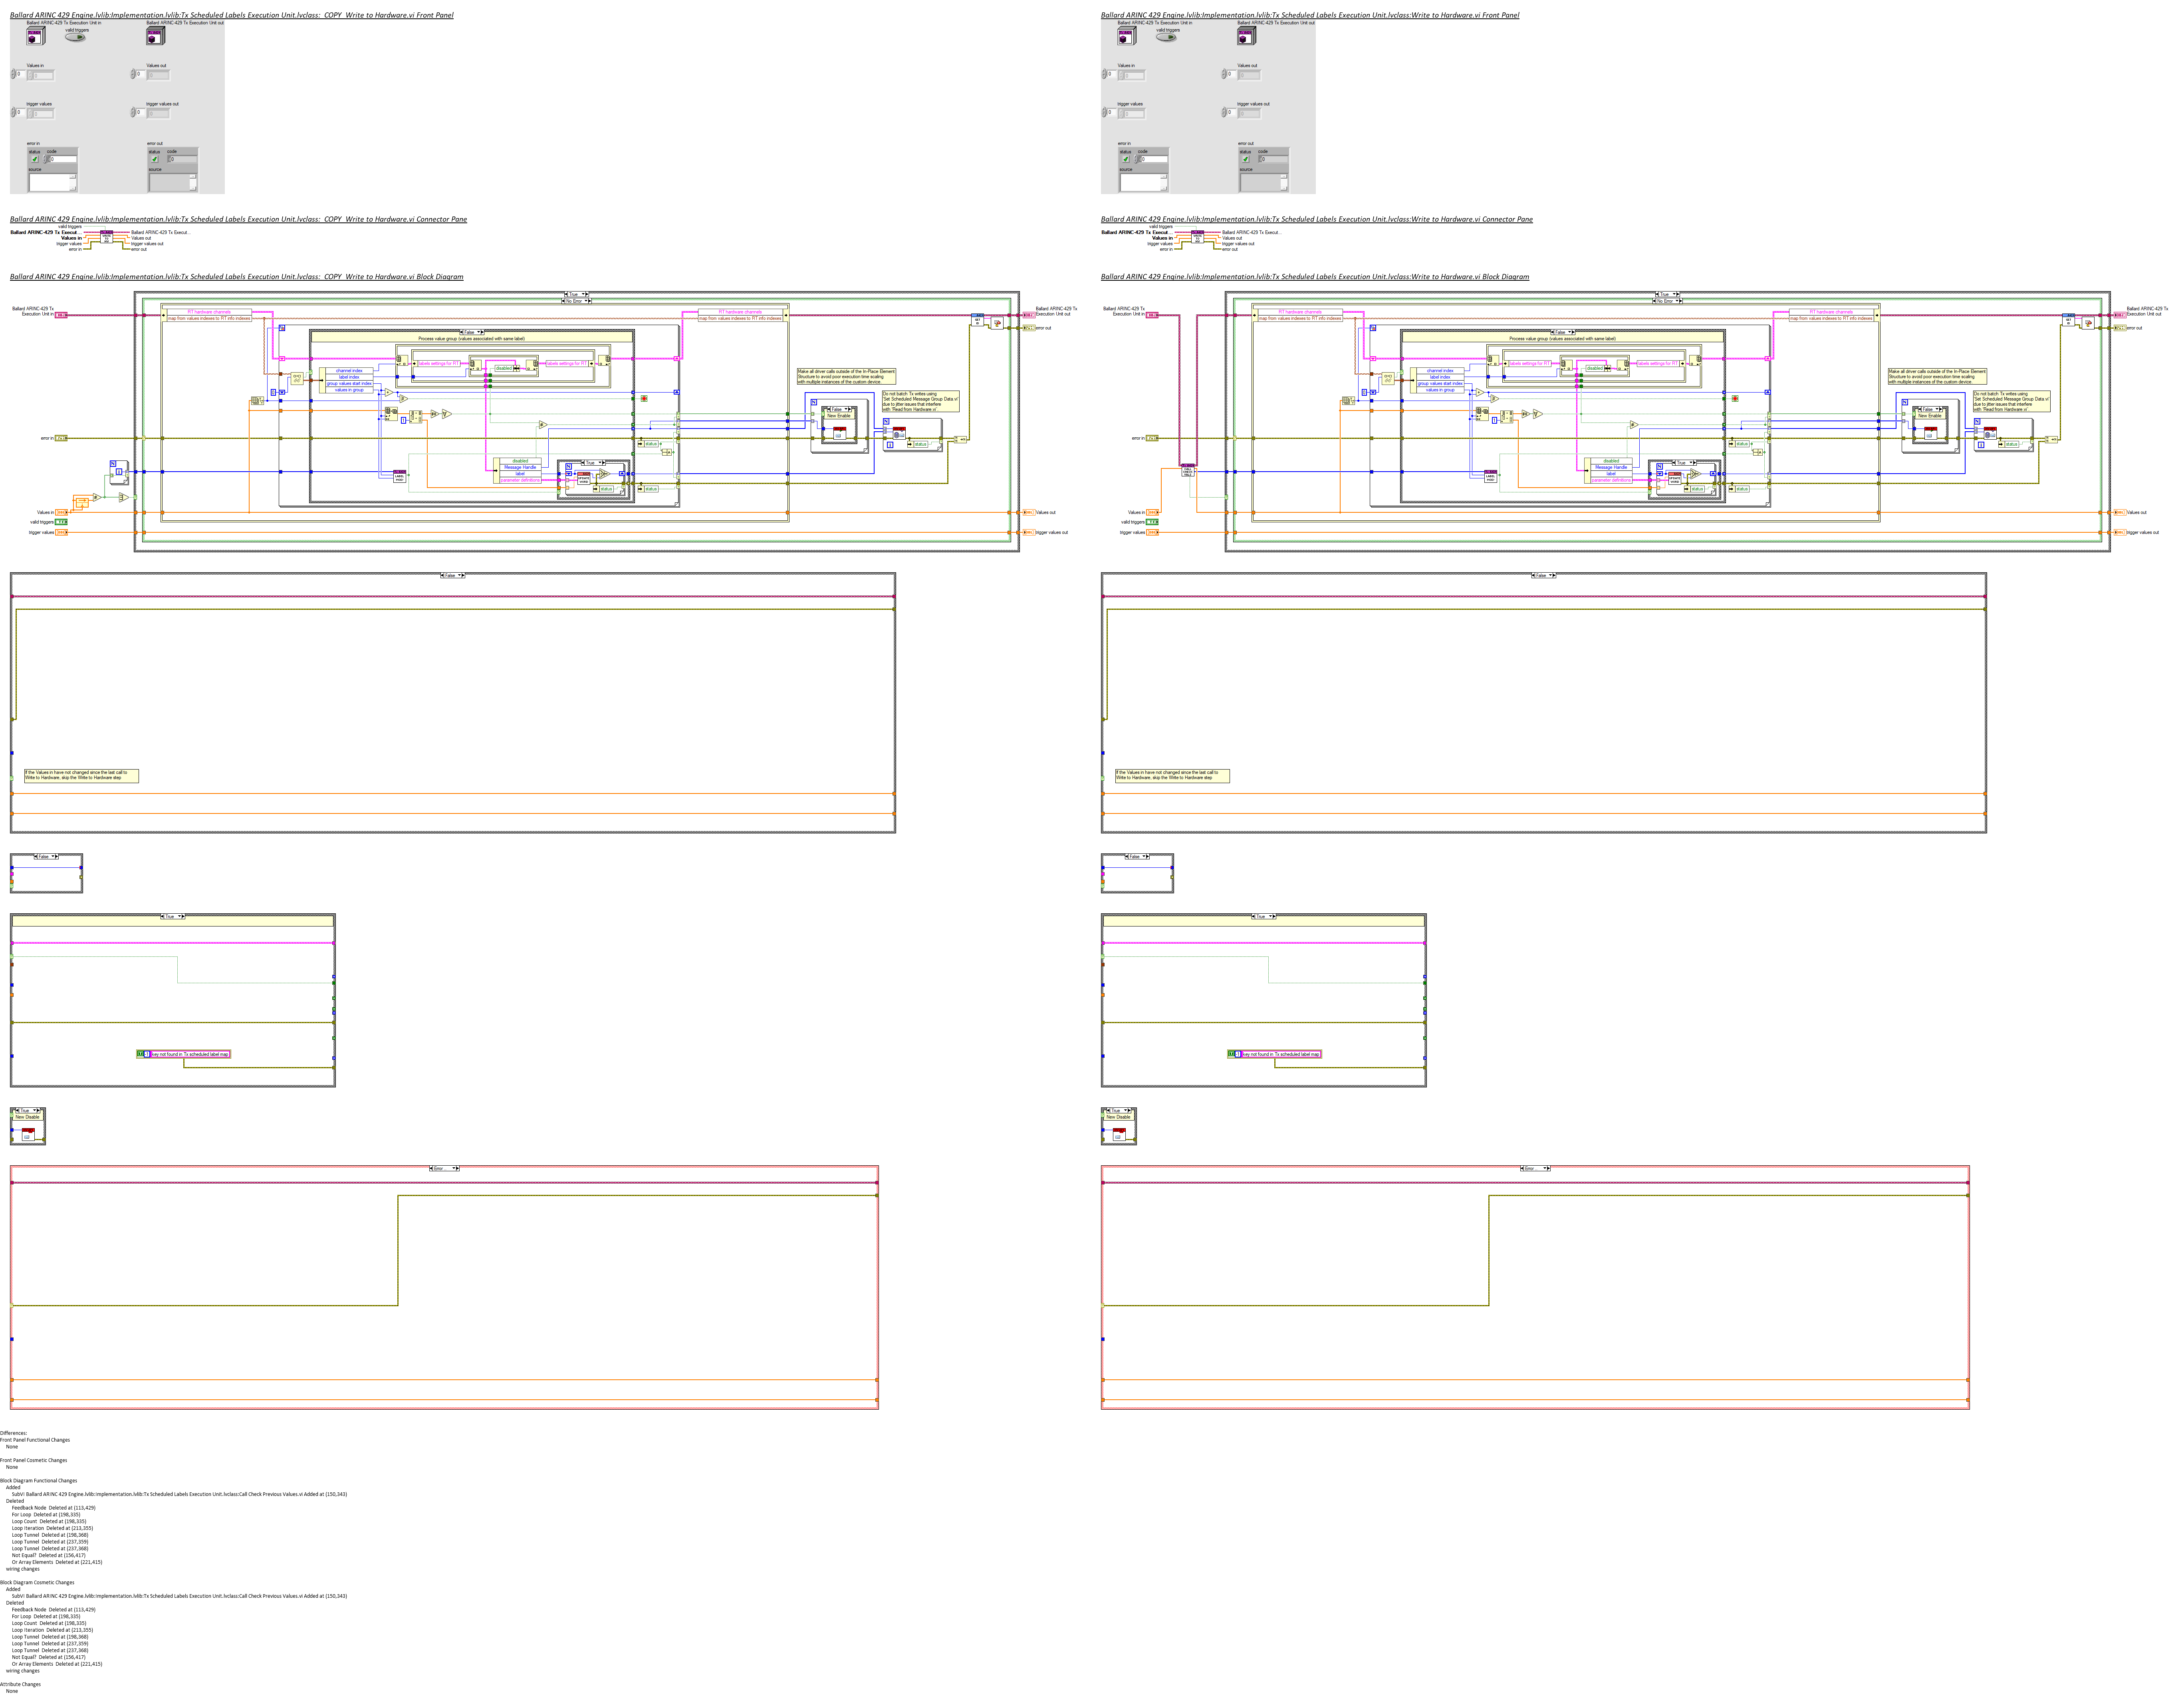 Ballard ARINC 429 Engine.lvlib:Implementation.lvlib:Tx Scheduled Labels Execution Unit.lvclass:_COPY_Write to Hardware.vi Front Panel
Ballard ARINC-429 Tx Execution Unit in
Ballard ARINC-429 Tx Execution Unit out
valid triggers
Values in
Values out
trigger values
trigger values out
error in
error out
status code
status code
source
source
Ballard ARINC 429 Engine.lvlib:Implementation.lvlib:Tx Scheduled Labels Execution Unit.lvclass:Write to Hardware.vi Front Panel
Ballard ARINC-429 Tx Execution Unit in
Ballard ARINC-429 Tx Execution Unit out
valid triggers
Values in
Values out
trigger values
trigger values out
error in
error out
status code
status code
source
source
Ballard ARINC 429 Engine.lvlib:Implementation.lvlib:Tx Scheduled Labels Execution Unit.lvclass:_COPY_Write to Hardware.vi Connector Pane
valid triggers
Ballard ARINC-429 Tx Execut...
Values in
trigger values
error in
Ballard ARINC-429 Tx Execut...
Values out
trigger values out
error out
Ballard ARINC 429 Engine.lvlib:Implementation.lvlib:Tx Scheduled Labels Execution Unit.lvclass:Write to Hardware.vi Connector Pane
valid triggers
Ballard ARINC-429 Tx Execut...
Values in
trigger values
error in
Ballard ARINC-429 Tx Execut...
Values out
trigger values out
error out
Ballard ARINC 429 Engine.lvlib:Implementation.lvlib:Tx Scheduled Labels Execution Unit.lvclass:_COPY_Write to Hardware.vi Block Diagram
True
No Error
Ballard ARINC-429 Tx
Execution Unit in
RT hardware channels
map from values indexes to RT info indexes
RT hardware channels
map from values indexes to RT info indexes
Ballard ARINC-429 Tx
Execution Unit out
error out
False
Process value group (values associated with same label)
labels settings for RT
disabled
labels settings for RT
channel index
label index
group values start index
values in group
Make all driver calls outside of the In-Place Element
Structure to avoid poor execution time scaling
with multiple instances of the custom device.
Do not batch Tx writes using
'Set Scheduled Message Group Data.vi'
due to jitter issues that interfere
with 'Read from Hardware.vi'
False
New Enable
error in
status
status
disabled
Message Handle
label
parameter definitions
True
status
status
Values in
valid triggers
trigger values
Values out
trigger values out
Ballard ARINC 429 Engine.lvlib:Implementation.lvlib:Tx Scheduled Labels Execution Unit.lvclass:Write to Hardware.vi Block Diagram
True
No Error
Ballard ARINC-429 Tx
Execution Unit in
RT hardware channels
map from values indexes to RT info indexes
RT hardware channels
map from values indexes to RT info indexes
Ballard ARINC-429 Tx
Execution Unit out
error out
False
Process value group (values associated with same label)
labels settings for RT
disabled
labels settings for RT
channel index
label index
group values start index
values in group
Make all driver calls outside of the In-Place Element
Structure to avoid poor execution time scaling
with multiple instances of the custom device.
Do not batch Tx writes using
'Set Scheduled Message Group Data.vi'
due to jitter issues that interfere
with 'Read from Hardware.vi'
False
New Enable
error in
status
status
disabled
Message Handle
label
parameter definitions
True
status
status
Values in
valid triggers
trigger values
Values out
trigger values out
False
If the Values in have not changed since the last call to
Write to Hardware, skip the Write to Hardware step
False
If the Values in have not changed since the last call to
Write to Hardware, skip the Write to Hardware step
False
False
True
key not found in Tx scheduled label map
True
key not found in Tx scheduled label map
True
New Disable
True
New Disable
Error
Error
Differences:
Front Panel Functional Changes
None
Front Panel Cosmetic Changes
None
Block Diagram Functional Changes
Added
SubVI Ballard ARINC 429 Engine.lvlib:Implementation.lvlib:Tx Scheduled Labels Execution Unit.lvclass:Call Check Previous Values.vi Added at (150,343)
Deleted
Feedback Node Deleted at (113,429)
For Loop Deleted at (198,335)
Loop Count Deleted at (198,335)
Loop Iteration Deleted at (213,355)
Loop Tunnel Deleted at (198,368)
Loop Tunnel Deleted at (237,359)
Loop Tunnel Deleted at (237,368)
Not Equal? Deleted at (156,417)
Or Array Elements Deleted at (221,415)
wiring changes
Block Diagram Cosmetic Changes
Added
SubVI Ballard ARINC 429 Engine.lvlib:Implementation.lvlib:Tx Scheduled Labels Execution Unit.lvclass:Call Check Previous Values.vi Added at (150,343)
Deleted
Feedback Node Deleted at (113,429)
For Loop Deleted at (198,335)
Loop Count Deleted at (198,335)
Loop Iteration Deleted at (213,355)
Loop Tunnel Deleted at (198,368)
Loop Tunnel Deleted at (237,359)
Loop Tunnel Deleted at (237,368)
Not Equal? Deleted at (156,417)
Or Array Elements Deleted at (221,415)
wiring changes
Attribute Changes
None